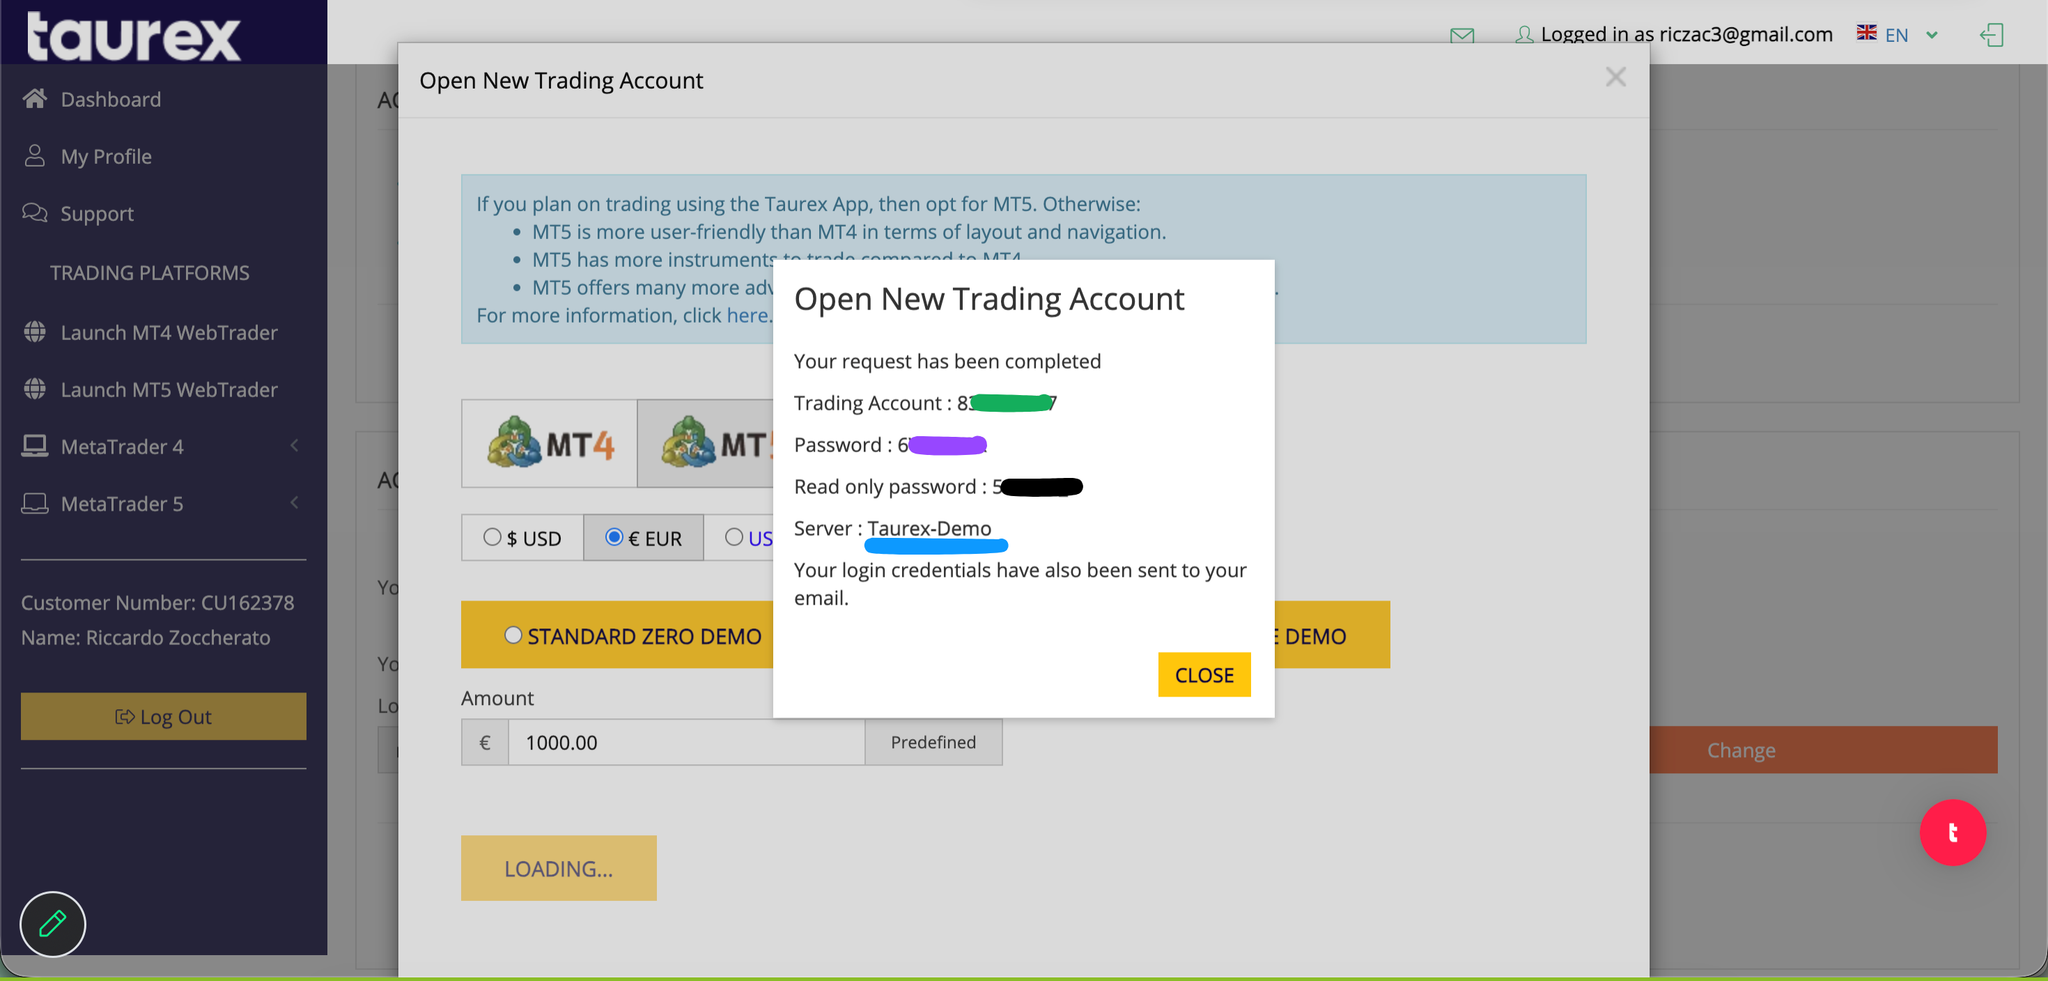 taurex
Logged in as riczac3@gmail.com
EN
Dashboard
My Profile
Support
TRADING PLATFORMS
Launch MT4 WebTrader
Launch MT5 WebTrader
MetaTrader 4
MetaTrader 5
Customer Number: CU162378
Name: Riccardo Zoccherato
Log Out
Open New Trading Account
If you plan on trading using the Taurex App, then opt for MT5. Otherwise:
• MT5 is more user-friendly than MT4 in terms of layout and navigation.
• MT5 has more instruments to trade compared to MT4
• MT5 offers many more
For more information, click here.
MT4
MT5
$ USD
€ EUR
US
STANDARD ZERO DEMO
DEMO
Amount
€
1000.00
Predefined
LOADING...
Open New Trading Account
Your request has been completed
Trading Account : 8
Password : 6
Read only password : 5
Server : Taurex-Demo
Your login credentials have also been sent to your
email.
CLOSE
Change
t